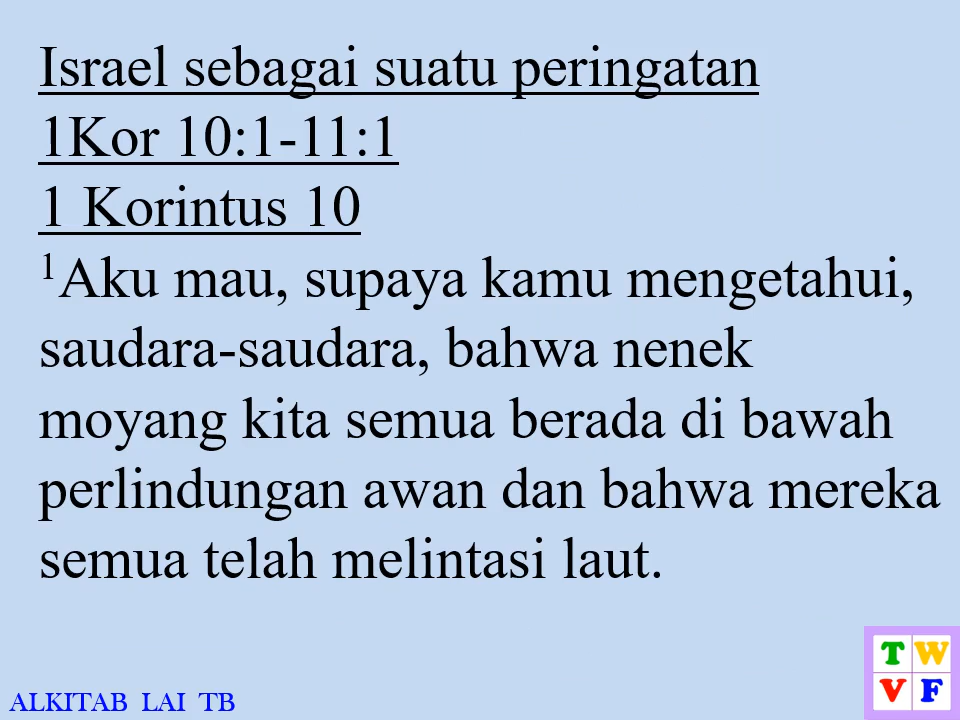 Israel sebagai suatu peringatan
1Kor 10:1-11:1
1 Korintus 10
¹Aku mau, supaya kamu mengetahui,
saudara-saudara, bahwa nenek
moyang kita semua berada di bawah
perlindungan awan dan bahwa mereka
semua telah melintasi laut.
ALKITAB LAI TB
T W
V F